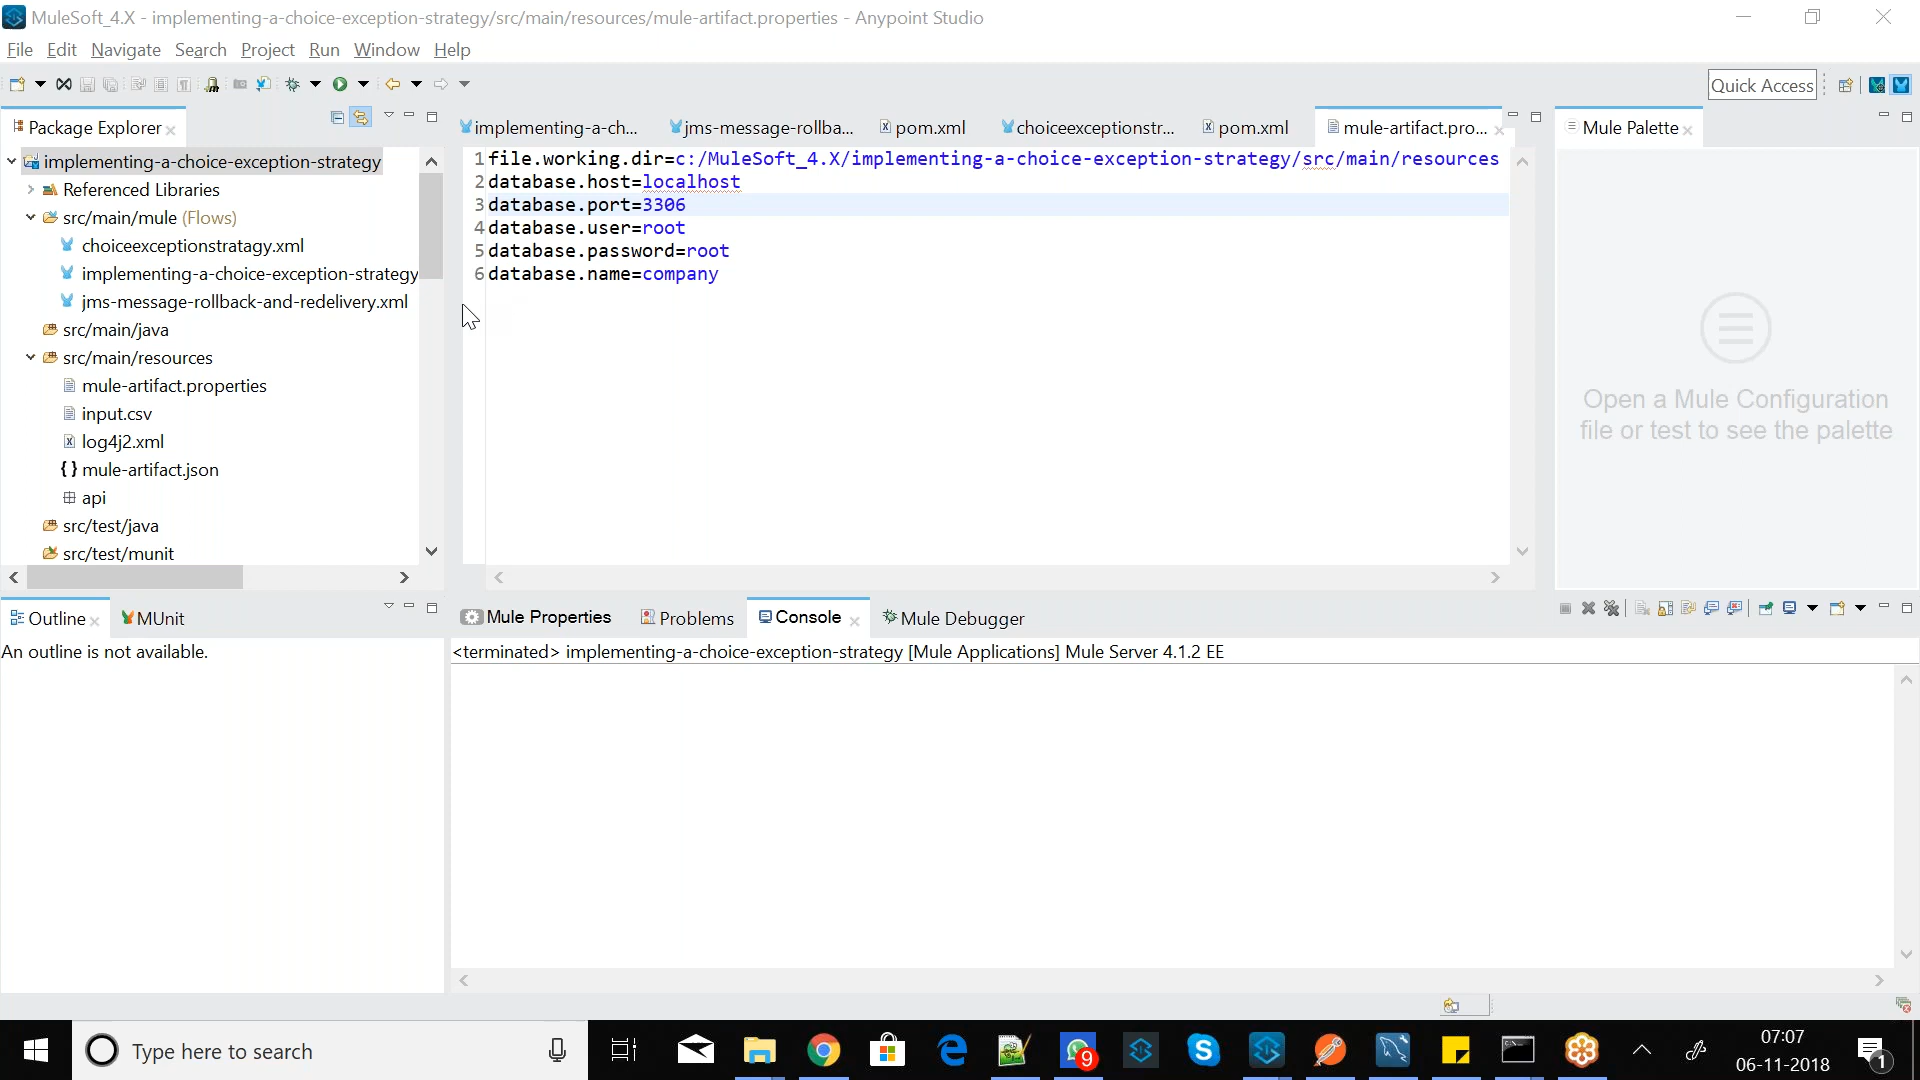 MuleSoft_4.X - implementing-a-choice-exception-strategy/src/main/resources/mule-artifact.properties - Anypoint Studio
File Edit Navigate Search Project Run Window Help
Quick Access
Package Explorer
implementing-a-ch... jms-message-rollba... pom.xml choiceexceptionstr... pom.xml mule-artifact.pro...
Mule Palette
implementing-a-choice-exception-strategy
Referenced Libraries
src/main/mule (Flows)
choiceexceptionstratagy.xml
implementing-a-choice-exception-strategy
jms-message-rollback-and-redelivery.xml
src/main/java
src/main/resources
mule-artifact.properties
input.csv
log4j2.xml
mule-artifact.json
api
src/test/java
src/test/munit
1 file.working.dir=c:/MuleSoft_4.X/implementing-a-choice-exception-strategy/src/main/resources
2 database.host=localhost
3 database.port=3306
4 database.user=root
5 database.password=root
6 database.name=company
Open a Mule Configuration
file or test to see the palette
Outline MUnit
An outline is not available.
Mule Properties Problems Console Mule Debugger
<terminated> implementing-a-choice-exception-strategy [Mule Applications] Mule Server 4.1.2 EE
Type here to search
9
07:07
06-11-2018
1